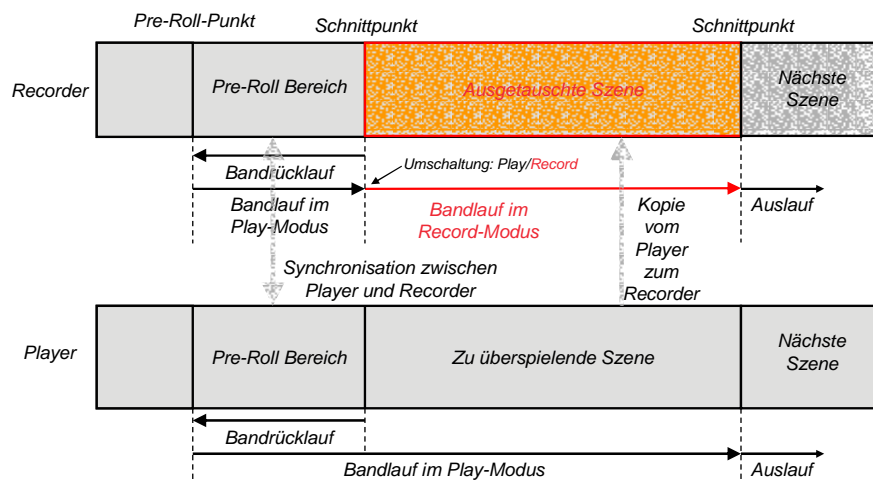 Pre-Roll-Punkt
Schnittpunkt
Schnittpunkt
Recorder
Pre-Roll Bereich
Ausgetauschte Szene
Nächste
Szene
Umschaltung: Play/Record
Bandrücklauf
Bandlauf im
Play-Modus
Bandlauf im
Record-Modus
Kopie
vom
Player
zum
Recorder
Auslauf
Synchronisation zwischen
Player und Recorder
Player
Pre-Roll Bereich
Zu überspielende Szene
Nächste
Szene
Bandrücklauf
Bandlauf im Play-Modus
Auslauf